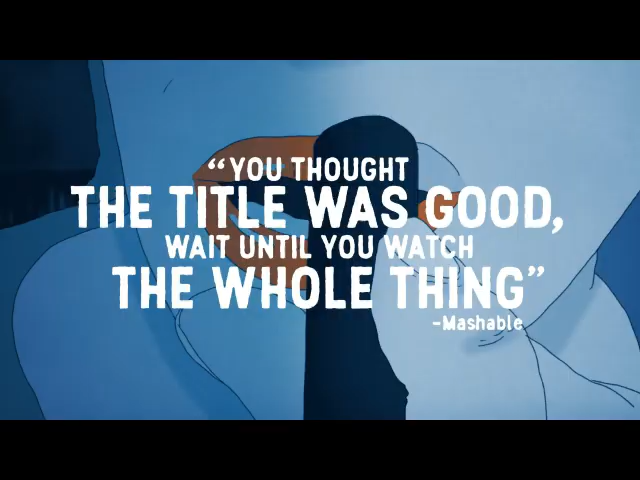 “YOU THOUGHT
THE TITLE WAS GOOD,
WAIT UNTIL YOU WATCH
THE WHOLE THING”
-Mashable